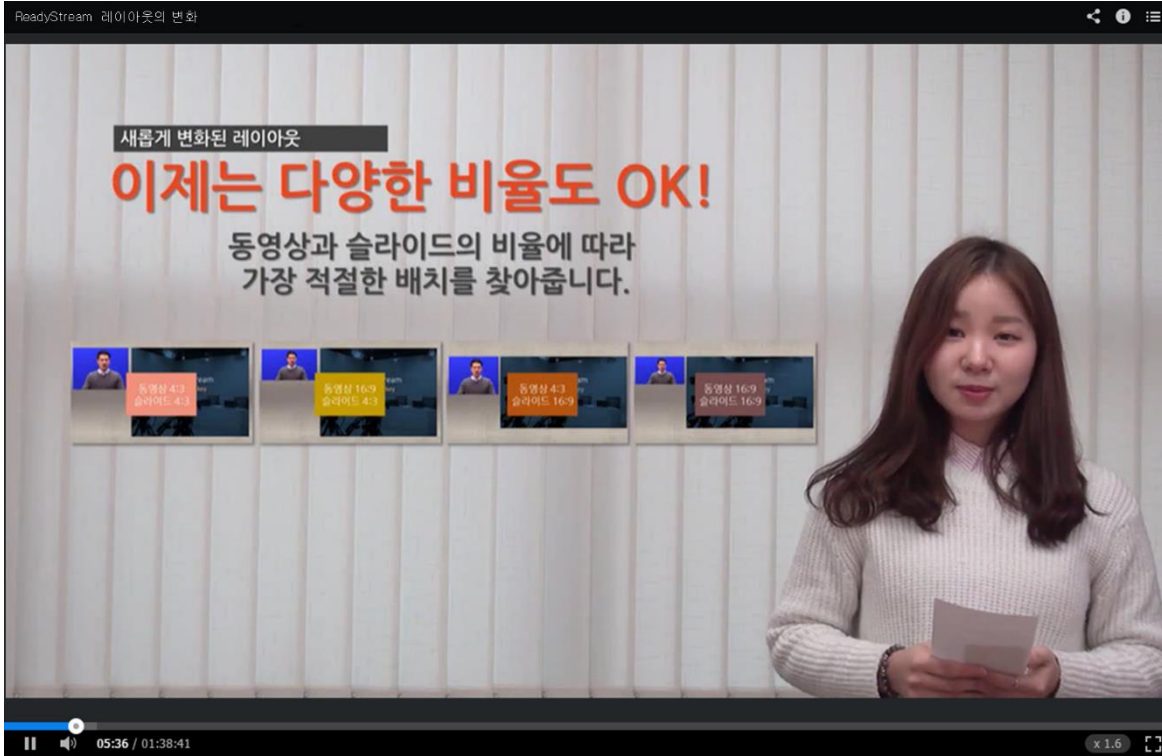 ReadyStream 레이아웃의 변화
새롭게 변화된 레이아웃
이제는 다양한 비율도 OK!
동영상과 슬라이드의 비율에 따라
가장 적절한 배치를 찾아줍니다.
동영상 4:3
슬라이드 4:3
동영상 16:9
슬라이드 4:3
동영상 4:3
슬라이드 16:9
동영상 16:9
슬라이드 16:9
05:36 / 01:38:41
x 1.6